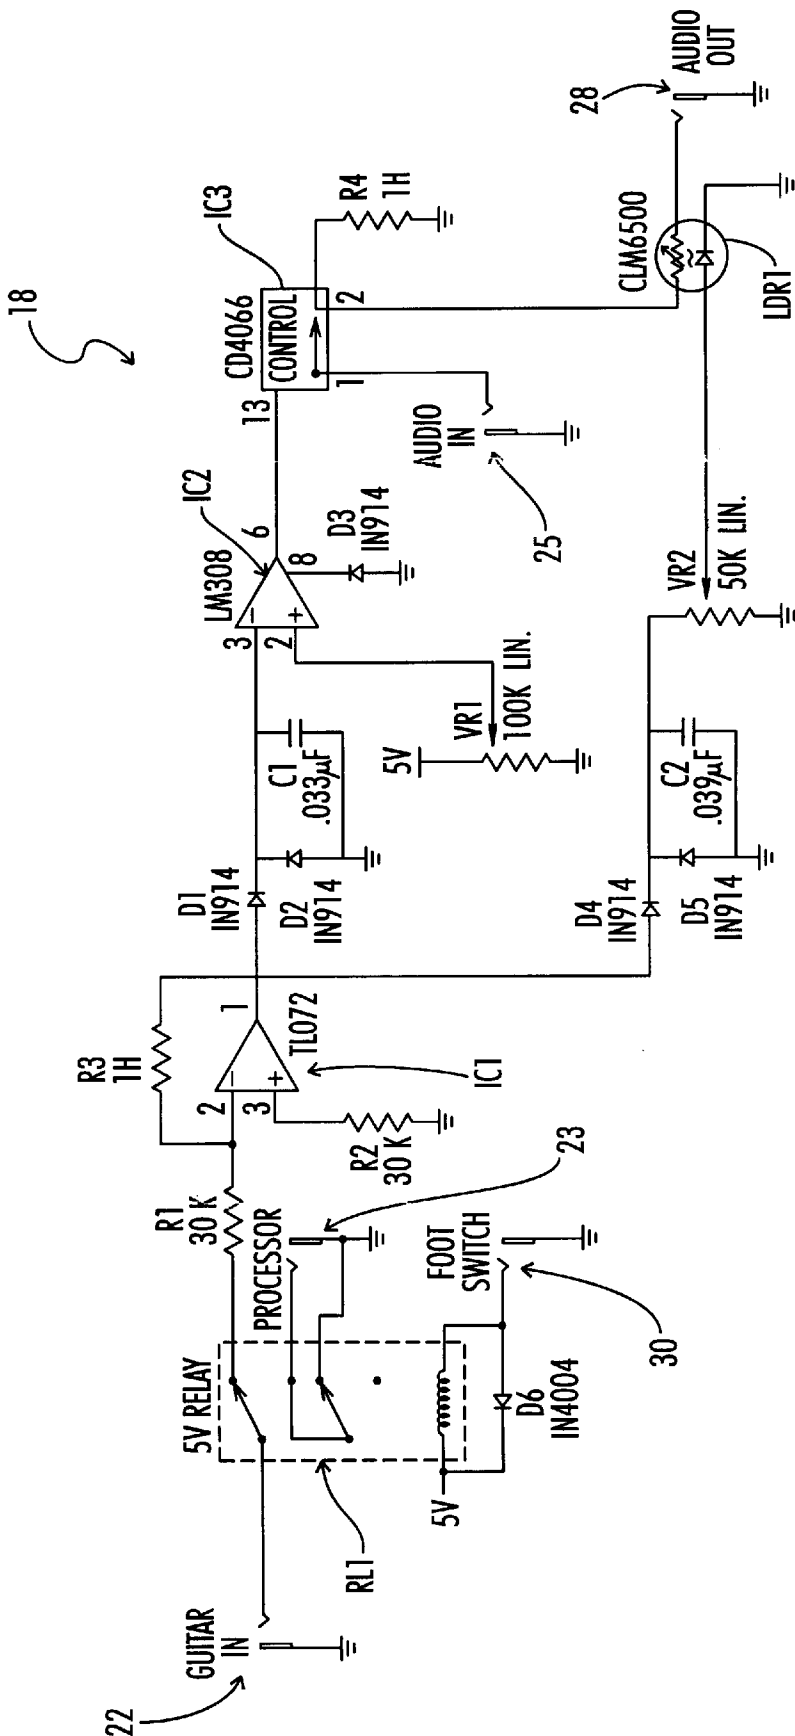 18
22
GUITAR
IN
5V RELAY
RL1
5V
D6
IN4004
PROCESSOR
23
FOOT
SWITCH
30
R1
30 K
R2
30 K
R3
1H
2
3
1
TL072
IC1
D1
IN914
D2
IN914
C1
.033µF
D4
IN914
D5
IN914
C2
.039µF
5V
VR1
100K LIN.
LM308
IC2
3
2
6
8
D3
IN914
VR2
50K LIN.
13
CD4066
CONTROL
IC3
1
2
AUDIO
IN
25
R4
1H
CLM6500
LDR1
28
AUDIO
OUT